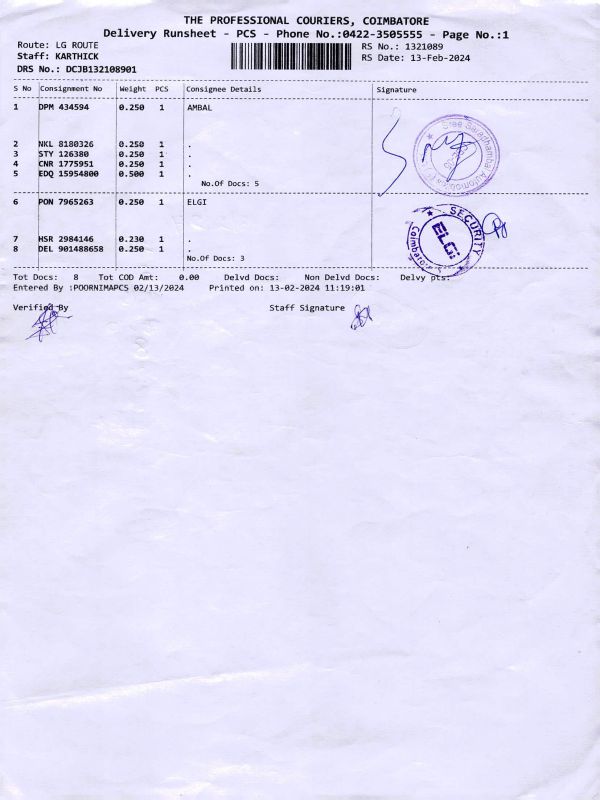 THE PROFESSIONAL COURIERS, COIMBATORE
Delivery Runsheet - PCS - Phone No.:0422-3505555 - Page No.:1
Route: LG ROUTE RS No.: 1321089
Staff: KARTHICK RS Date: 13-Feb-2024
DRS No.: DCJB132108901
S No Consignment No Weight PCS Consignee Details Signature
1 DPM 434594 0.250 1 AMBAL
2 NKL 8180326 0.250 1 .
3 STY 126380 0.250 1 .
4 CNR 1775951 0.250 1 .
5 EDQ 15954800 0.500 1 .
No.Of Docs: 5
Sree Saradhamba Automobiles
6 PON 7965263 0.250 1 ELGI
7 HSR 2984146 0.230 1 .
8 DEL 901488658 0.250 1 .
No.Of Docs: 3
SECURITY
ELGi
Tot Docs: 8 Tot COD Amt: 0.00 Delvd Docs: Non Delvd Docs: Delvy pts:
Entered By :POORNIMAPCS 02/13/2024 Printed on: 13-02-2024 11:19:01
Verified By Staff Signature